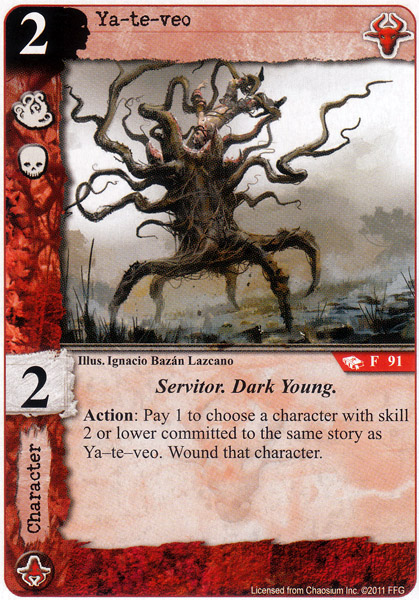 2
Ya-te-veo
Illus. Ignacio Bazán Lazcano
F 91
2
Servitor. Dark Young.
Action: Pay 1 to choose a character with skill
2 or lower committed to the same story as
Ya–te–veo. Wound that character.
Character
Licensed from Chaosium Inc. ©2011 FFG